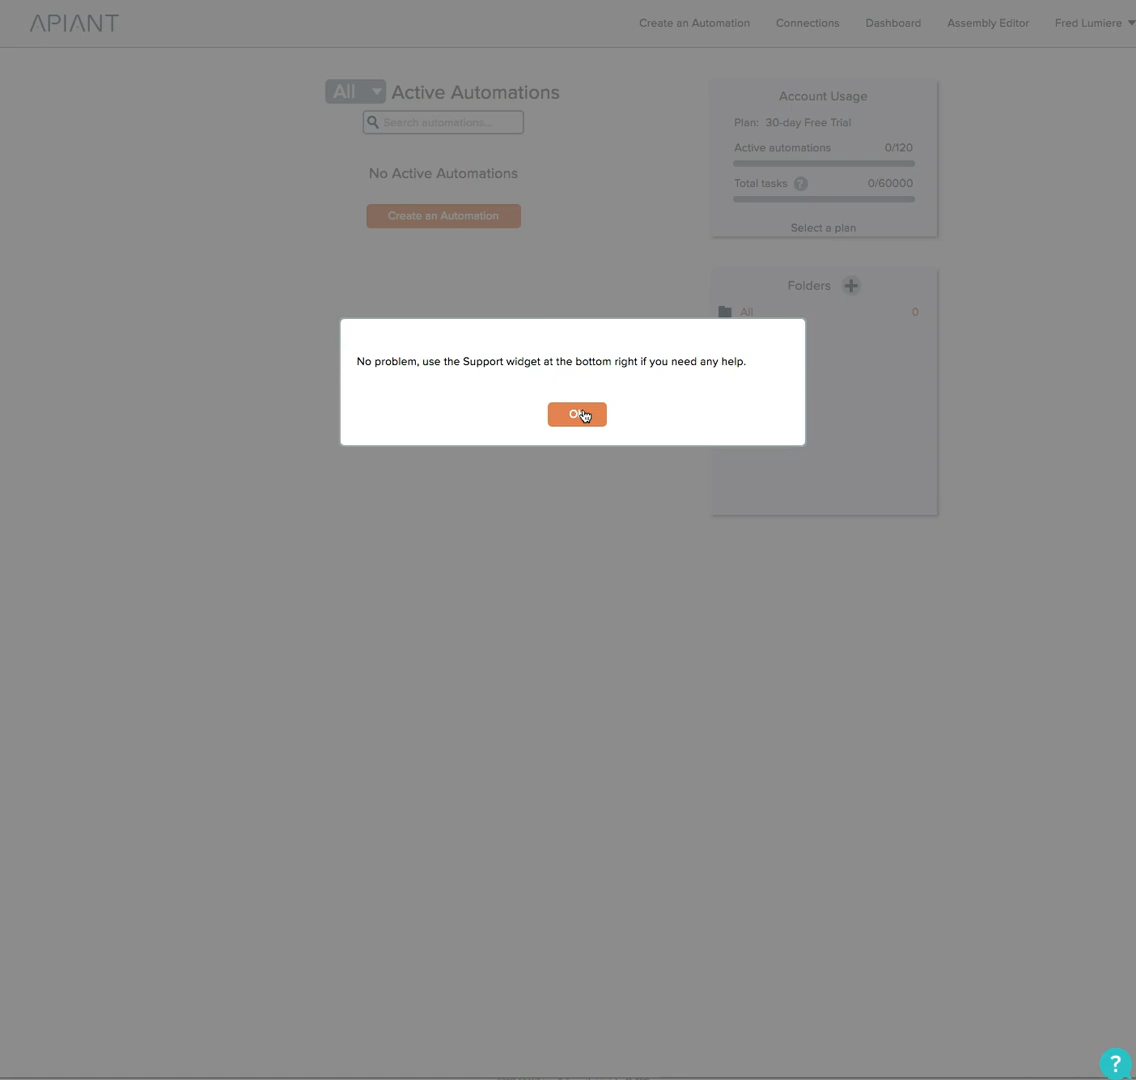 APIANT
Create an Automation Connections Dashboard Assembly Editor Fred Lumiere
All Active Automations
Search automations...
No Active Automations
Create an Automation
Account Usage
Plan: 30-day Free Trial
Active automations 0/120
Total tasks ? 0/60000
Select a plan
Folders
All 0
No problem, use the Support widget at the bottom right if you need any help.
?